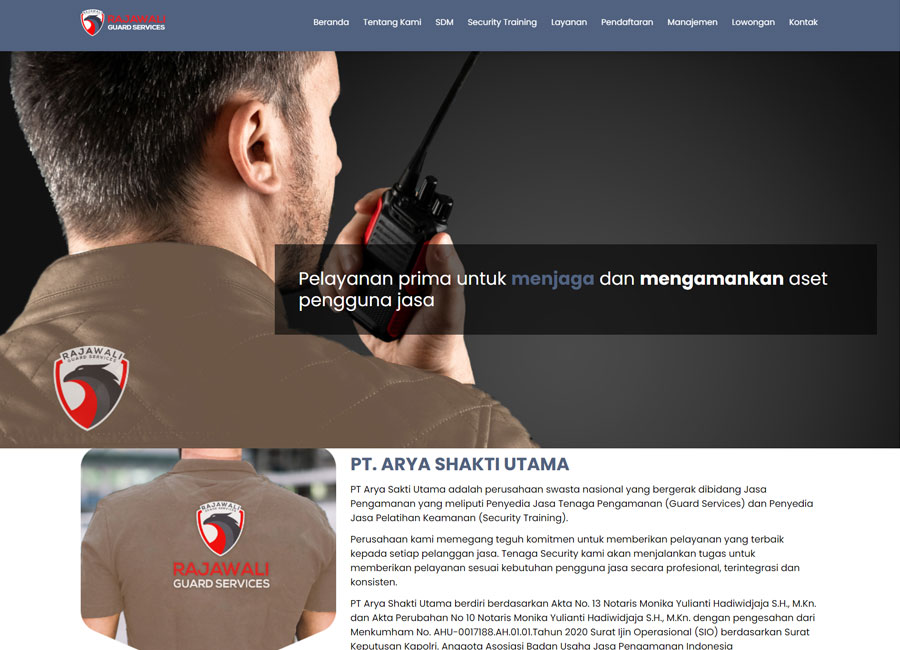 RAJAWALI
GUARD SERVICES
Beranda Tentang Kami SDM Security Training Layanan Pendaftaran Manajemen Lowongan Kontak
Pelayanan prima untuk menjaga dan mengamankan aset
pengguna jasa
RAJAWALI
GUARD SERVICES
RAJAWALI
GUARD SERVICES
RAJAWALI
GUARD SERVICES
PT. ARYA SHAKTI UTAMA
PT Arya Sakti Utama adalah perusahaan swasta nasional yang bergerak dibidang Jasa
Pengamanan yang meliputi Penyedia Jasa Tenaga Pengamanan (Guard Services) dan Penyedia
Jasa Pelatihan Keamanan (Security Training).
Perusahaan kami memegang teguh komitmen untuk memberikan pelayanan yang terbaik
kepada setiap pelanggan jasa. Tenaga Security kami akan menjalankan tugas untuk
memberikan pelayanan sesuai kebutuhan pengguna jasa secara profesional, terintegrasi dan
konsisten.
PT Arya Shakti Utama berdiri berdasarkan Akta No. 13 Notaris Monika Yulianti Hadiwidjaja S.H., M.Kn.
dan Akta Perubahan No 10 Notaris Monika Yulianti Hadiwidjaja S.H., M.Kn. dengan pengesahan dari
Menkumham No. AHU-0017188.AH.01.01.Tahun 2020 Surat Ijin Operasional (SIO) berdasarkan Surat
Keputusan Kapolri. Anggota Asosiasi Badan Usaha Jasa Pengamanan Indonesia